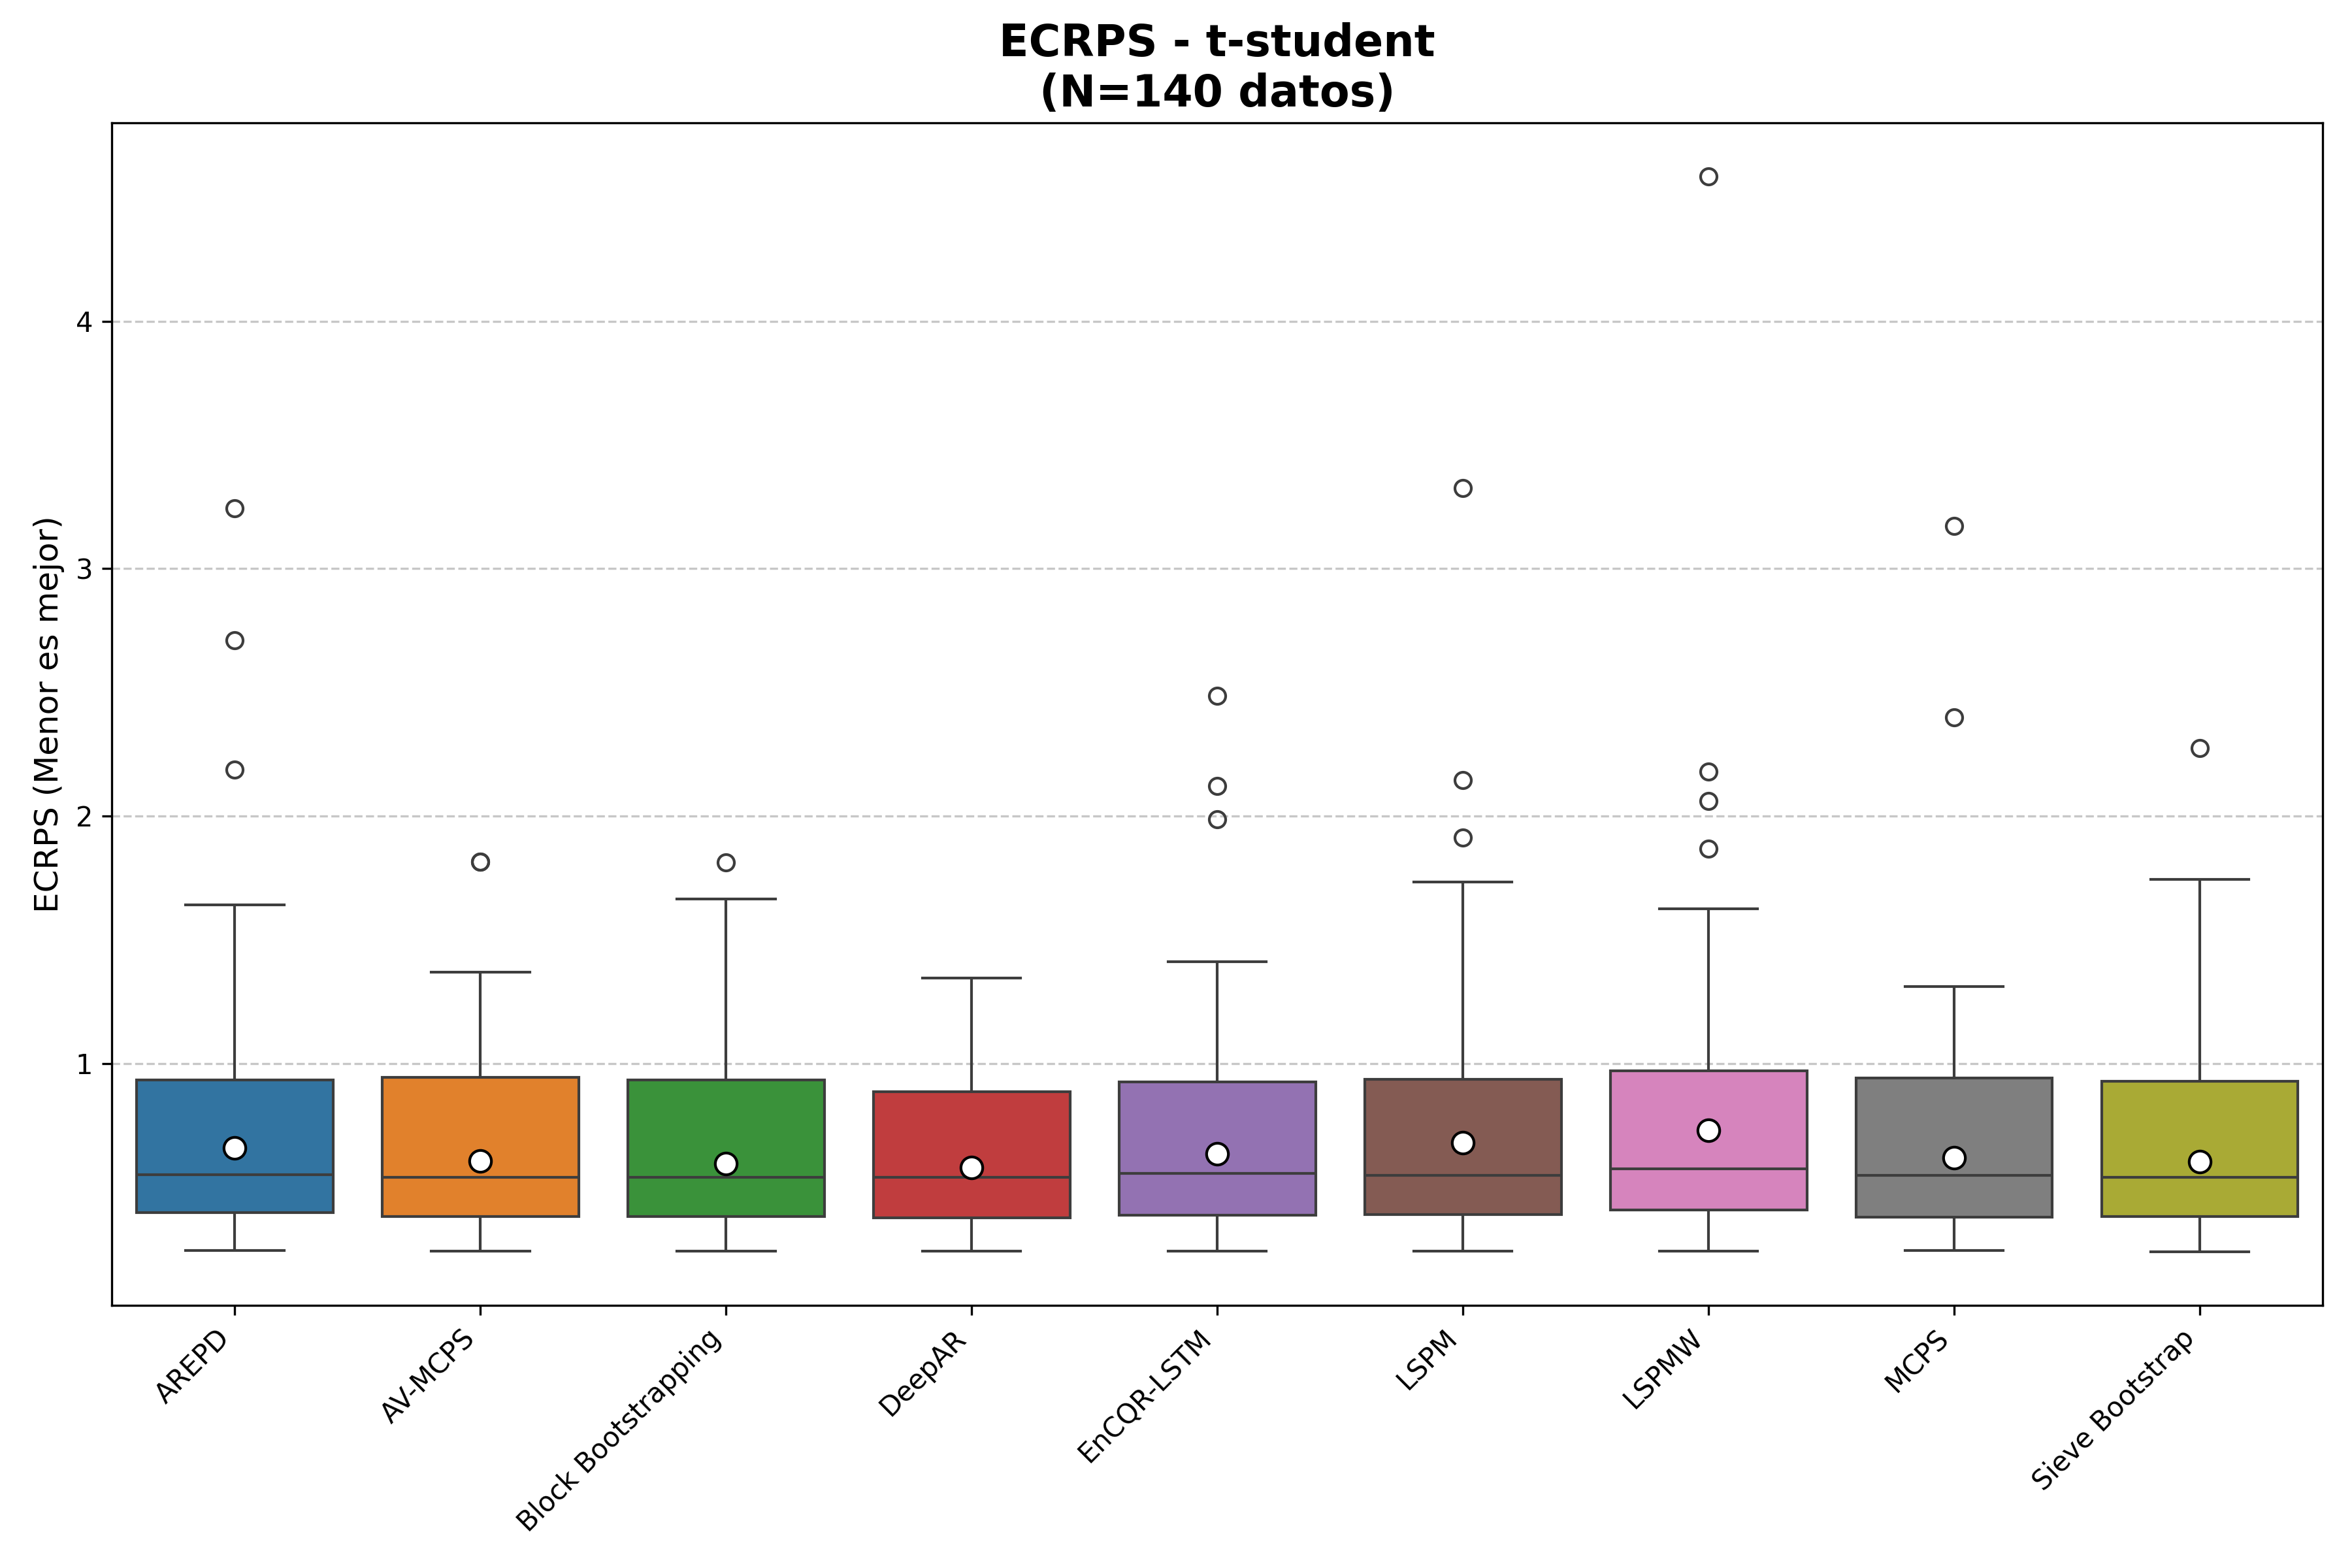 ECRPS - t-student
(N=140 datos)
ECRPS (Menor es mejor)
4
3
2
1
AREPD
AV-MCPS
Block Bootstrapping
DeepAR
EnCQR-LSTM
LSPM
LSPMW
MCPS
Sieve Bootstrap